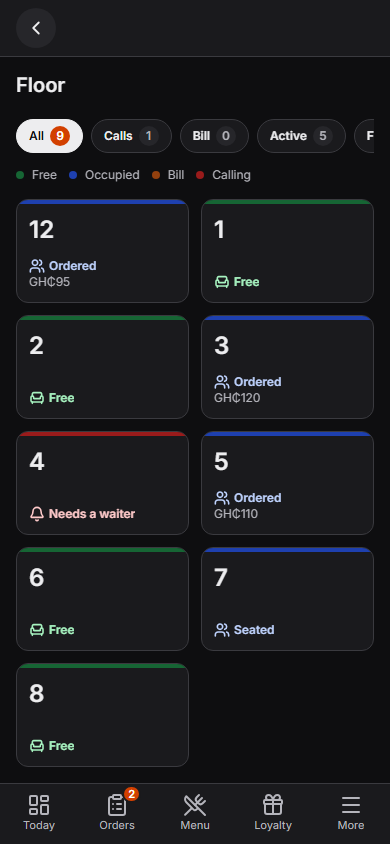 Floor
All 9 Calls 1 Bill 0 Active 5 F
Free Occupied Bill Calling
12
Ordered
GH₵95
1
Free
2
Free
3
Ordered
GH₵120
4
Needs a waiter
5
Ordered
GH₵110
6
Free
7
Seated
8
Free
2
Today Orders Menu Loyalty More